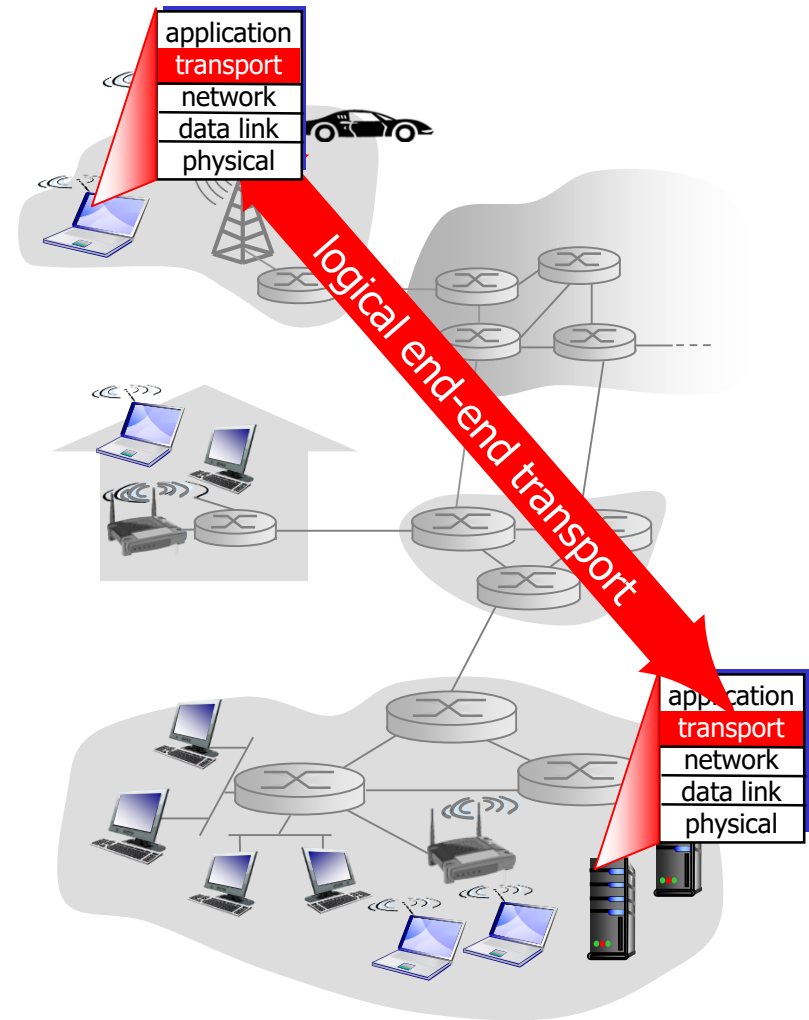 application
transport
network
data link
physical
logical end-end transport
application
transport
network
data link
physical